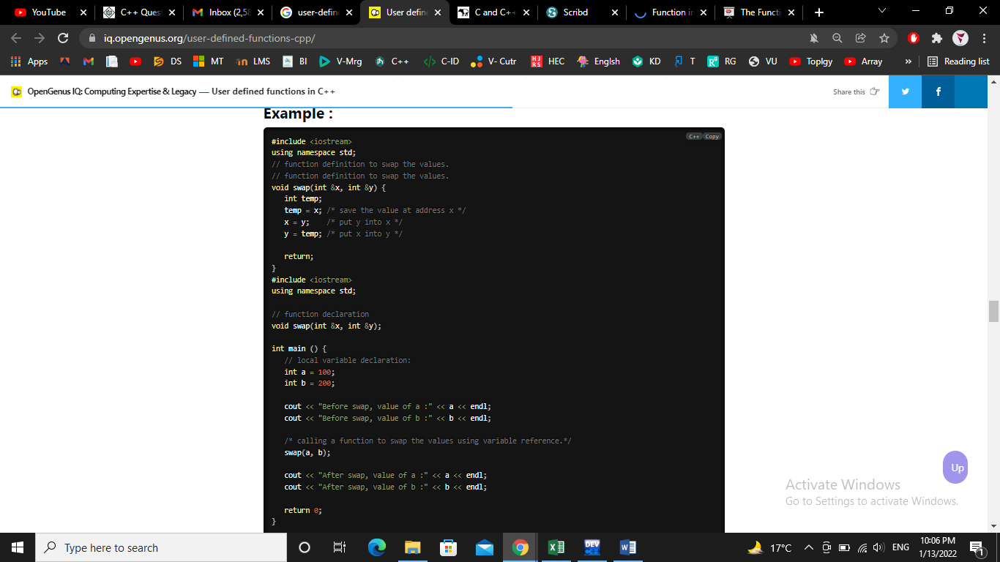 YouTube
C++ Ques
Inbox (2,58
user-define
User define
C and C++
Scribd
Function in
The Functi
iq.opengenus.org/user-defined-functions-cpp/
Apps DS MT LMS BI V-Mrg C++ C-ID V- Cutr HEC Englsh KD T RG VU Toplgy Array » Reading list
OpenGenus IQ: Computing Expertise & Legacy — User defined functions in C++
Share this
Example :
C++ Copy
#include <iostream>
using namespace std;
// function definition to swap the values.
// function definition to swap the values.
void swap(int &x, int &y) {
int temp;
temp = x; /* save the value at address x */
x = y; /* put y into x */
y = temp; /* put x into y */
return;
}
#include <iostream>
using namespace std;
// function declaration
void swap(int &x, int &y);
int main () {
// local variable declaration:
int a = 100;
int b = 200;
cout << "Before swap, value of a :" << a << endl;
cout << "Before swap, value of b :" << b << endl;
/* calling a function to swap the values using variable reference.*/
swap(a, b);
cout << "After swap, value of a :" << a << endl;
cout << "After swap, value of b :" << b << endl;
return 0;
}
Up
Activate Windows
Go to Settings to activate Windows.
Type here to search
DEV
17°C
ENG
10:06 PM
1/13/2022
1